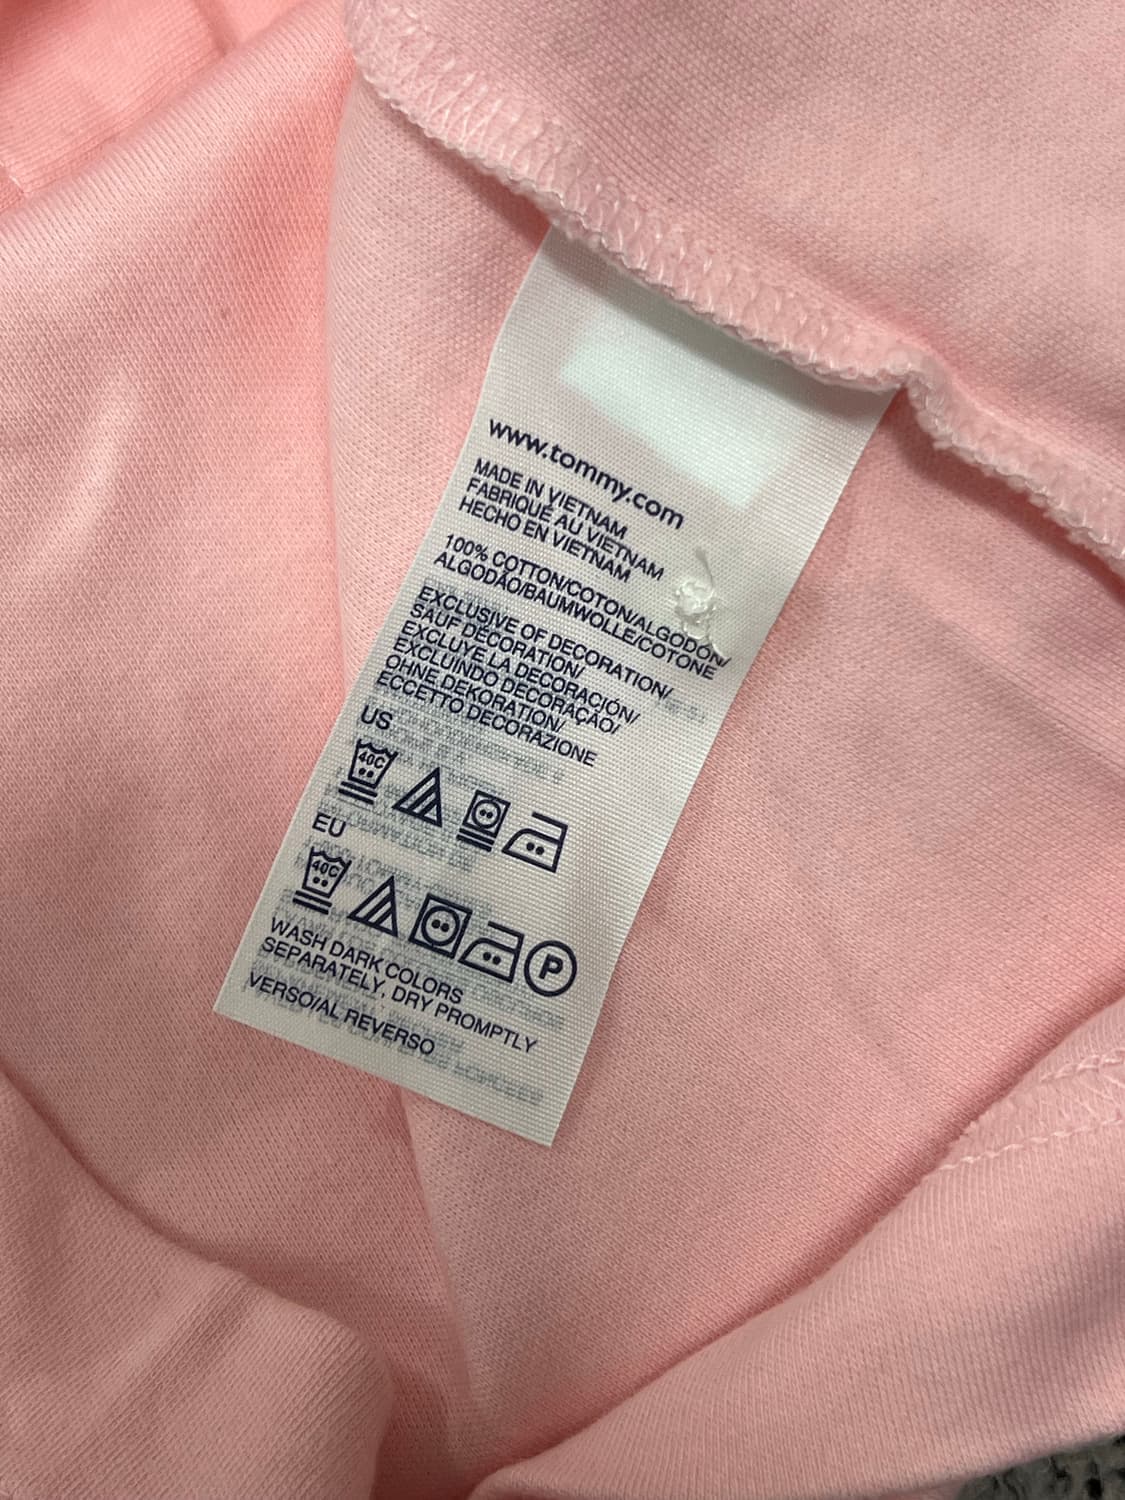 www.tommy.com
MADE IN VIETNAM
FABRIQUÉ AU VIETNAM
HECHO EN VIETNAM
100% COTTON/COTON/ALGODÓN/
ALGODÃO/BAUMWOLLE/COTONE
EXCLUSIVE OF DECORATION/
SAUF DÉCORATION/
EXCLUYE LA DECORACIÓN/
EXCLUINDO DECORAÇÃO/
OHNE DEKORATION/
ECCETTO DECORAZIONE
US
40C
EU
40C
P
WASH DARK COLORS
SEPARATELY, DRY PROMPTLY
VERSO/AL REVERSO